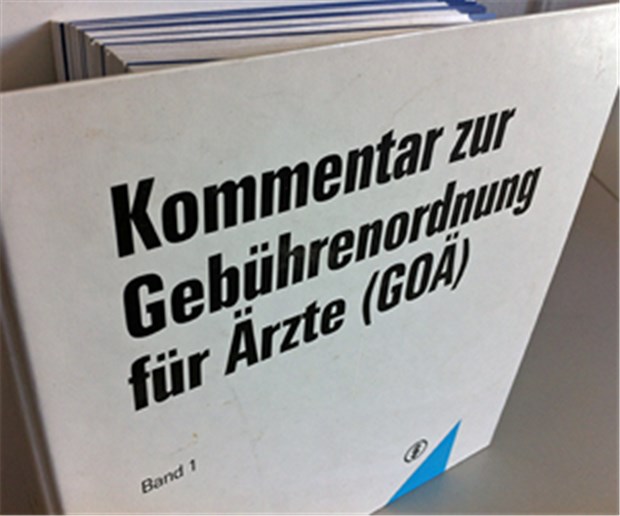 Kommentar zur
Gebührenordnung
für Ärzte (GOÄ)
Band 1